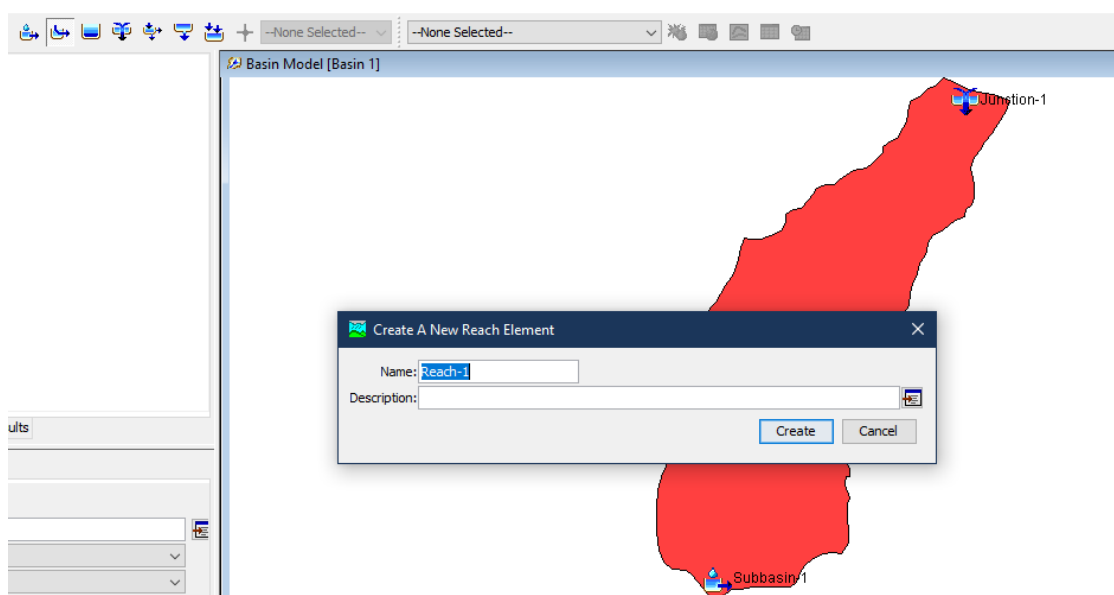 --None Selected-- --None Selected--
Basin Model [Basin 1]
Junction-1
Create A New Reach Element
Name: Reach-1
Description:
ults
Create Cancel
Subbasin-1